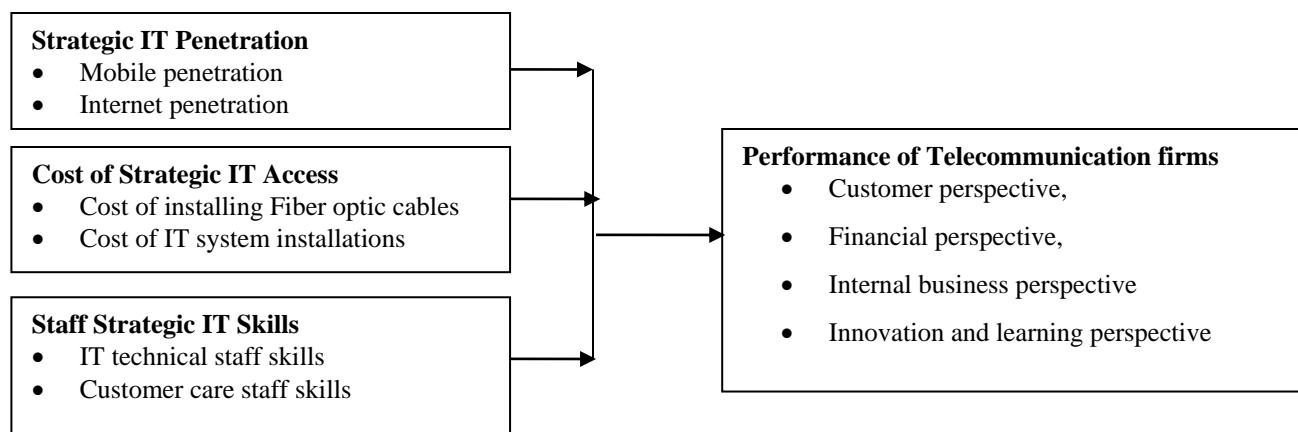 Strategic IT Penetration
• Mobile penetration
• Internet penetration
Cost of Strategic IT Access
• Cost of installing Fiber optic cables
• Cost of IT system installations
Staff Strategic IT Skills
• IT technical staff skills
• Customer care staff skills
Performance of Telecommunication firms
• Customer perspective,
• Financial perspective,
• Internal business perspective
• Innovation and learning perspective